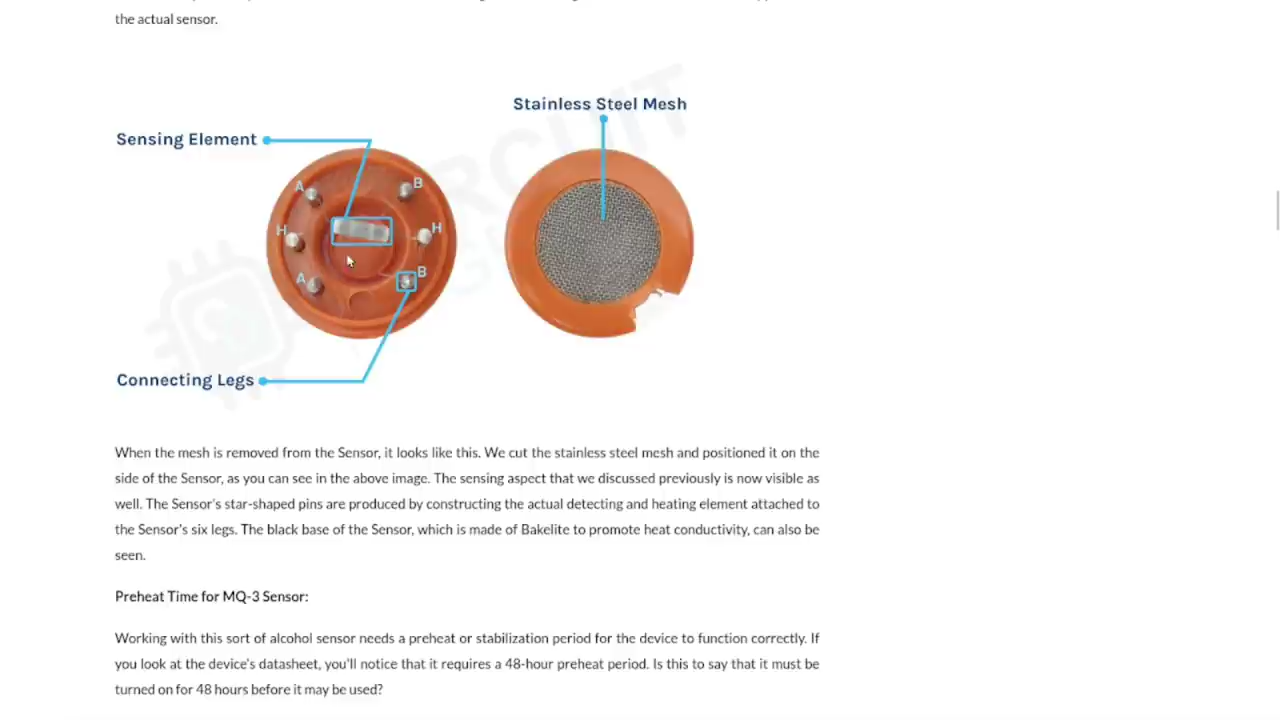 the actual sensor.
Stainless Steel Mesh
Sensing Element
A
B
H
H
A
B
Connecting Legs
When the mesh is removed from the Sensor, it looks like this. We cut the stainless steel mesh and positioned it on the
side of the Sensor, as you can see in the above image. The sensing aspect that we discussed previously is now visible as
well. The Sensor's star-shaped pins are produced by constructing the actual detecting and heating element attached to
the Sensor's six legs. The black base of the Sensor, which is made of Bakelite to promote heat conductivity, can also be
seen.
Preheat Time for MQ-3 Sensor:
Working with this sort of alcohol sensor needs a preheat or stabilization period for the device to function correctly. If
you look at the device's datasheet, you'll notice that it requires a 48-hour preheat period. Is this to say that it must be
turned on for 48 hours before it may be used?